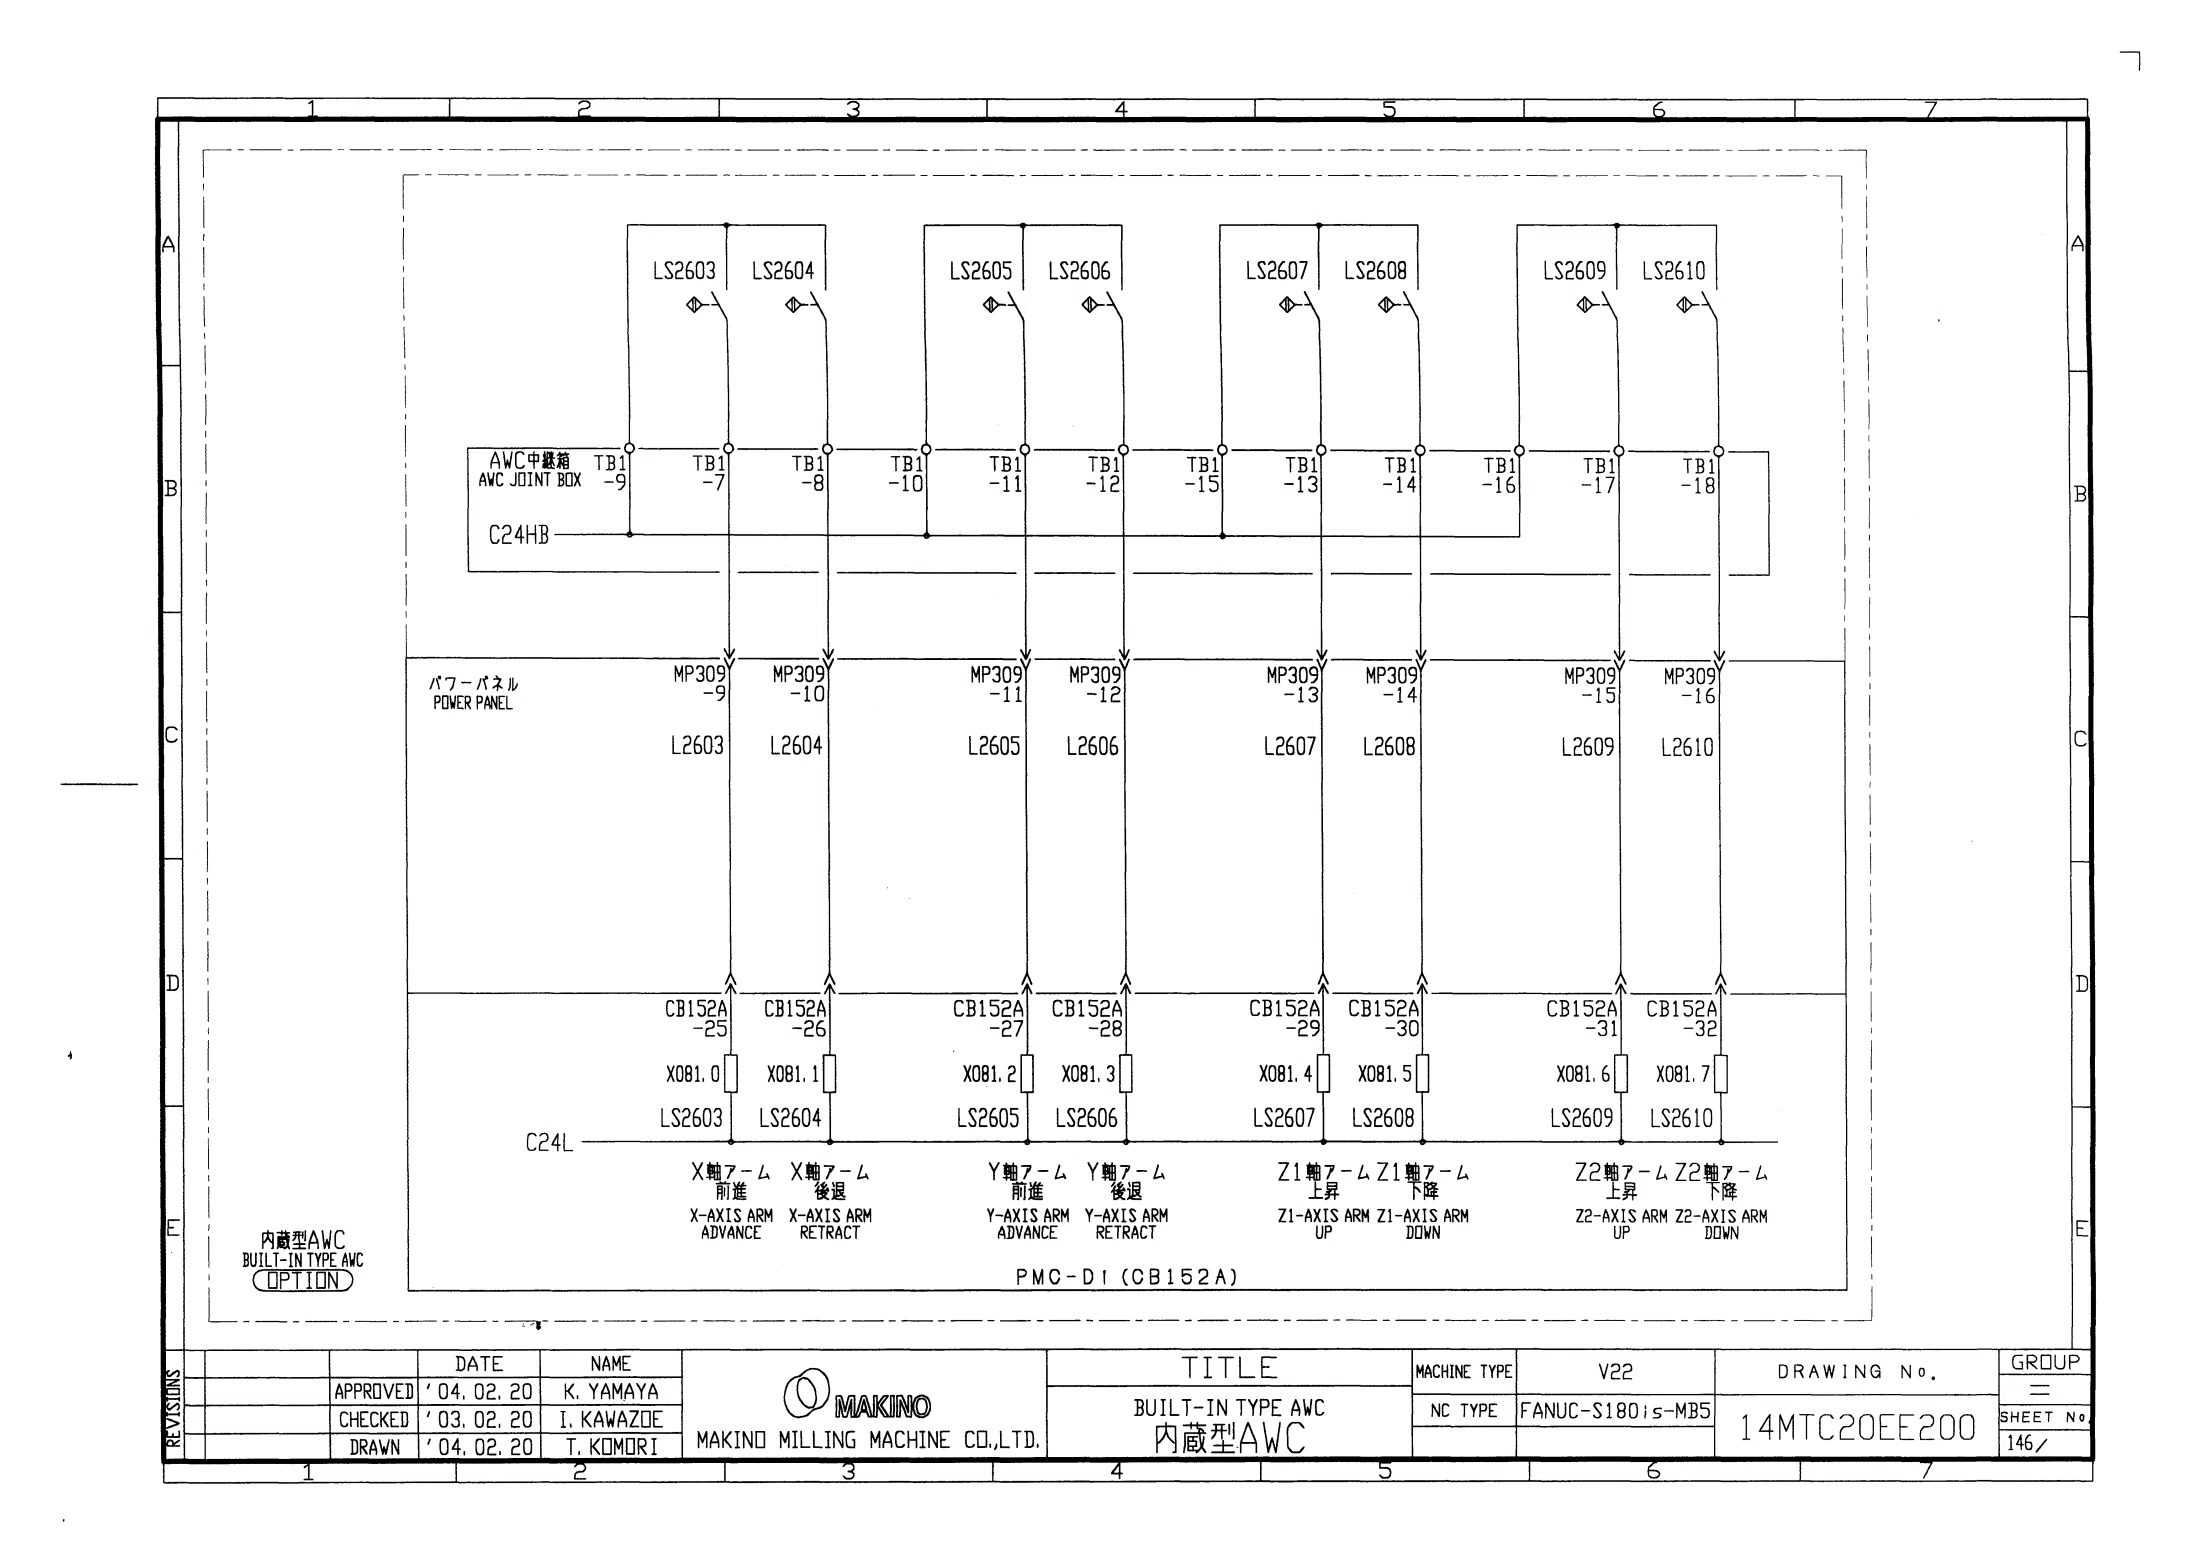 1 2 3 4 5 6 7
A A
LS2603 LS2604 LS2605 LS2606 LS2607 LS2608 LS2609 LS2610
B B
AWC中継箱 TB1 TB1 TB1 TB1 TB1 TB1 TB1 TB1 TB1 TB1 TB1 TB1
AWC JOINT BOX -9 -7 -8 -10 -11 -12 -15 -13 -14 -16 -17 -18
C24HB
MP309 MP309 MP309 MP309 MP309 MP309 MP309 MP309
パワーパネル -9 -10 -11 -12 -13 -14 -15 -16
POWER PANEL
C C
L2603 L2604 L2605 L2606 L2607 L2608 L2609 L2610
D D
CB152A CB152A CB152A CB152A CB152A CB152A CB152A CB152A
-25 -26 -27 -28 -29 -30 -31 -32
X081.0 X081.1 X081.2 X081.3 X081.4 X081.5 X081.6 X081.7
LS2603 LS2604 LS2605 LS2606 LS2607 LS2608 LS2609 LS2610
C24L
X軸アーム X軸アーム Y軸アーム Y軸アーム Z1軸アーム Z1軸アーム Z2軸アーム Z2軸アーム
前進 後退 前進 後退 上昇 下降 上昇 下降
X-AXIS ARM X-AXIS ARM Y-AXIS ARM Y-AXIS ARM Z1-AXIS ARM Z1-AXIS ARM Z2-AXIS ARM Z2-AXIS ARM
ADVANCE RETRACT ADVANCE RETRACT UP DOWN UP DOWN
E E
内蔵型AWC
BUILT-IN TYPE AWC
OPTION
PMC-DI (CB152A)
REVISIONS
DATE NAME
APPROVED '04.02.20 K. YAMAYA
CHECKED '03.02.20 I. KAWAZOE
DRAWN '04.02.20 T. KOMORI
MAKINO
MAKINO MILLING MACHINE CO.,LTD.
TITLE
BUILT-IN TYPE AWC
内蔵型AWC
MACHINE TYPE V22
NC TYPE FANUC-S180is-MB5
DRAWING No.
14MTC20EE200
GROUP
=
SHEET No.
146/
1 2 3 4 5 6 7